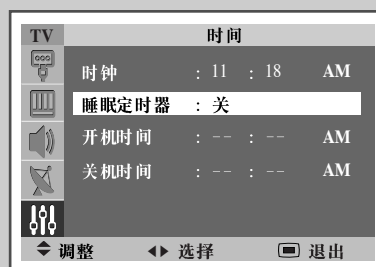 TV 时间
时钟 : 11 : 18 AM
睡眠定时器 : 关
开机时间 : -- : -- AM
关机时间 : -- : -- AM
调整 选择 退出